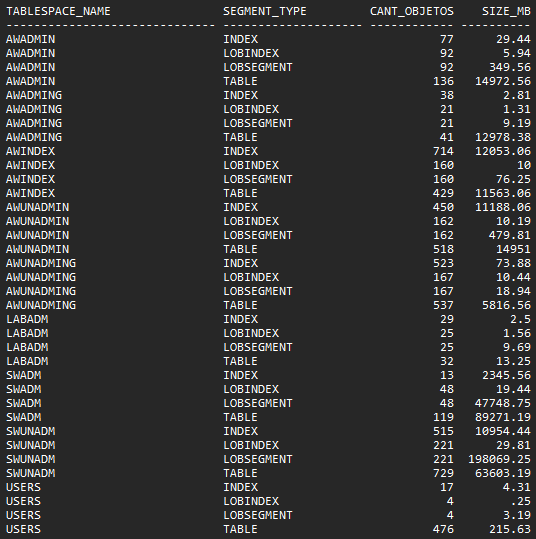 TABLESPACE_NAME                SEGMENT_TYPE         CANT_OBJETOS    SIZE_MB
------------------------------ -------------------- ------------ ----------
AWADMIN                        INDEX                          77      29.44
AWADMIN                        LOBINDEX                       92       5.94
AWADMIN                        LOBSEGMENT                     92     349.56
AWADMIN                        TABLE                         136   14972.56
AWADMING                       INDEX                          38       2.81
AWADMING                       LOBINDEX                       21       1.31
AWADMING                       LOBSEGMENT                     21       9.19
AWADMING                       TABLE                          41   12978.38
AWINDEX                        INDEX                         714   12053.06
AWINDEX                        LOBINDEX                      160         10
AWINDEX                        LOBSEGMENT                    160      76.25
AWINDEX                        TABLE                         429   11563.06
AWUNADMIN                      INDEX                         450   11188.06
AWUNADMIN                      LOBINDEX                      162      10.19
AWUNADMIN                      LOBSEGMENT                    162     479.81
AWUNADMIN                      TABLE                         518      14951
AWUNADMING                     INDEX                         523      73.88
AWUNADMING                     LOBINDEX                      167      10.44
AWUNADMING                     LOBSEGMENT                    167      18.94
AWUNADMING                     TABLE                         537    5816.56
LABADM                         INDEX                          29        2.5
LABADM                         LOBINDEX                       25       1.56
LABADM                         LOBSEGMENT                     25       9.69
LABADM                         TABLE                          32      13.25
SWADM                          INDEX                          13    2345.56
SWADM                          LOBINDEX                       48      19.44
SWADM                          LOBSEGMENT                     48   47748.75
SWADM                          TABLE                         119   89271.19
SWUNADM                        INDEX                         515   10954.44
SWUNADM                        LOBINDEX                      221      29.81
SWUNADM                        LOBSEGMENT                    221  198069.25
SWUNADM                        TABLE                         729   63603.19
USERS                          INDEX                          17       4.31
USERS                          LOBINDEX                        4        .25
USERS                          LOBSEGMENT                      4       3.19
USERS                          TABLE                         476     215.63